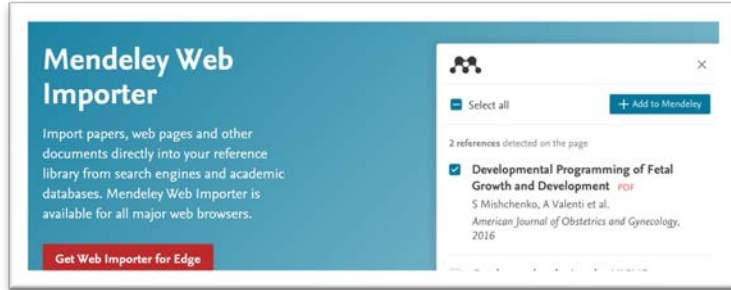 Mendeley Web
Importer
Import papers, web pages and other
documents directly into your reference
library from search engines and academic
databases. Mendeley Web Importer is
available for all major web browsers.
Get Web Importer for Edge
Select all
+ Add to Mendeley
2 references detected on the page
Developmental Programming of Fetal
Growth and Development PDF
S Mishchenko, A Valenti et al.
American Journal of Obstetrics and Gynecology,
2016